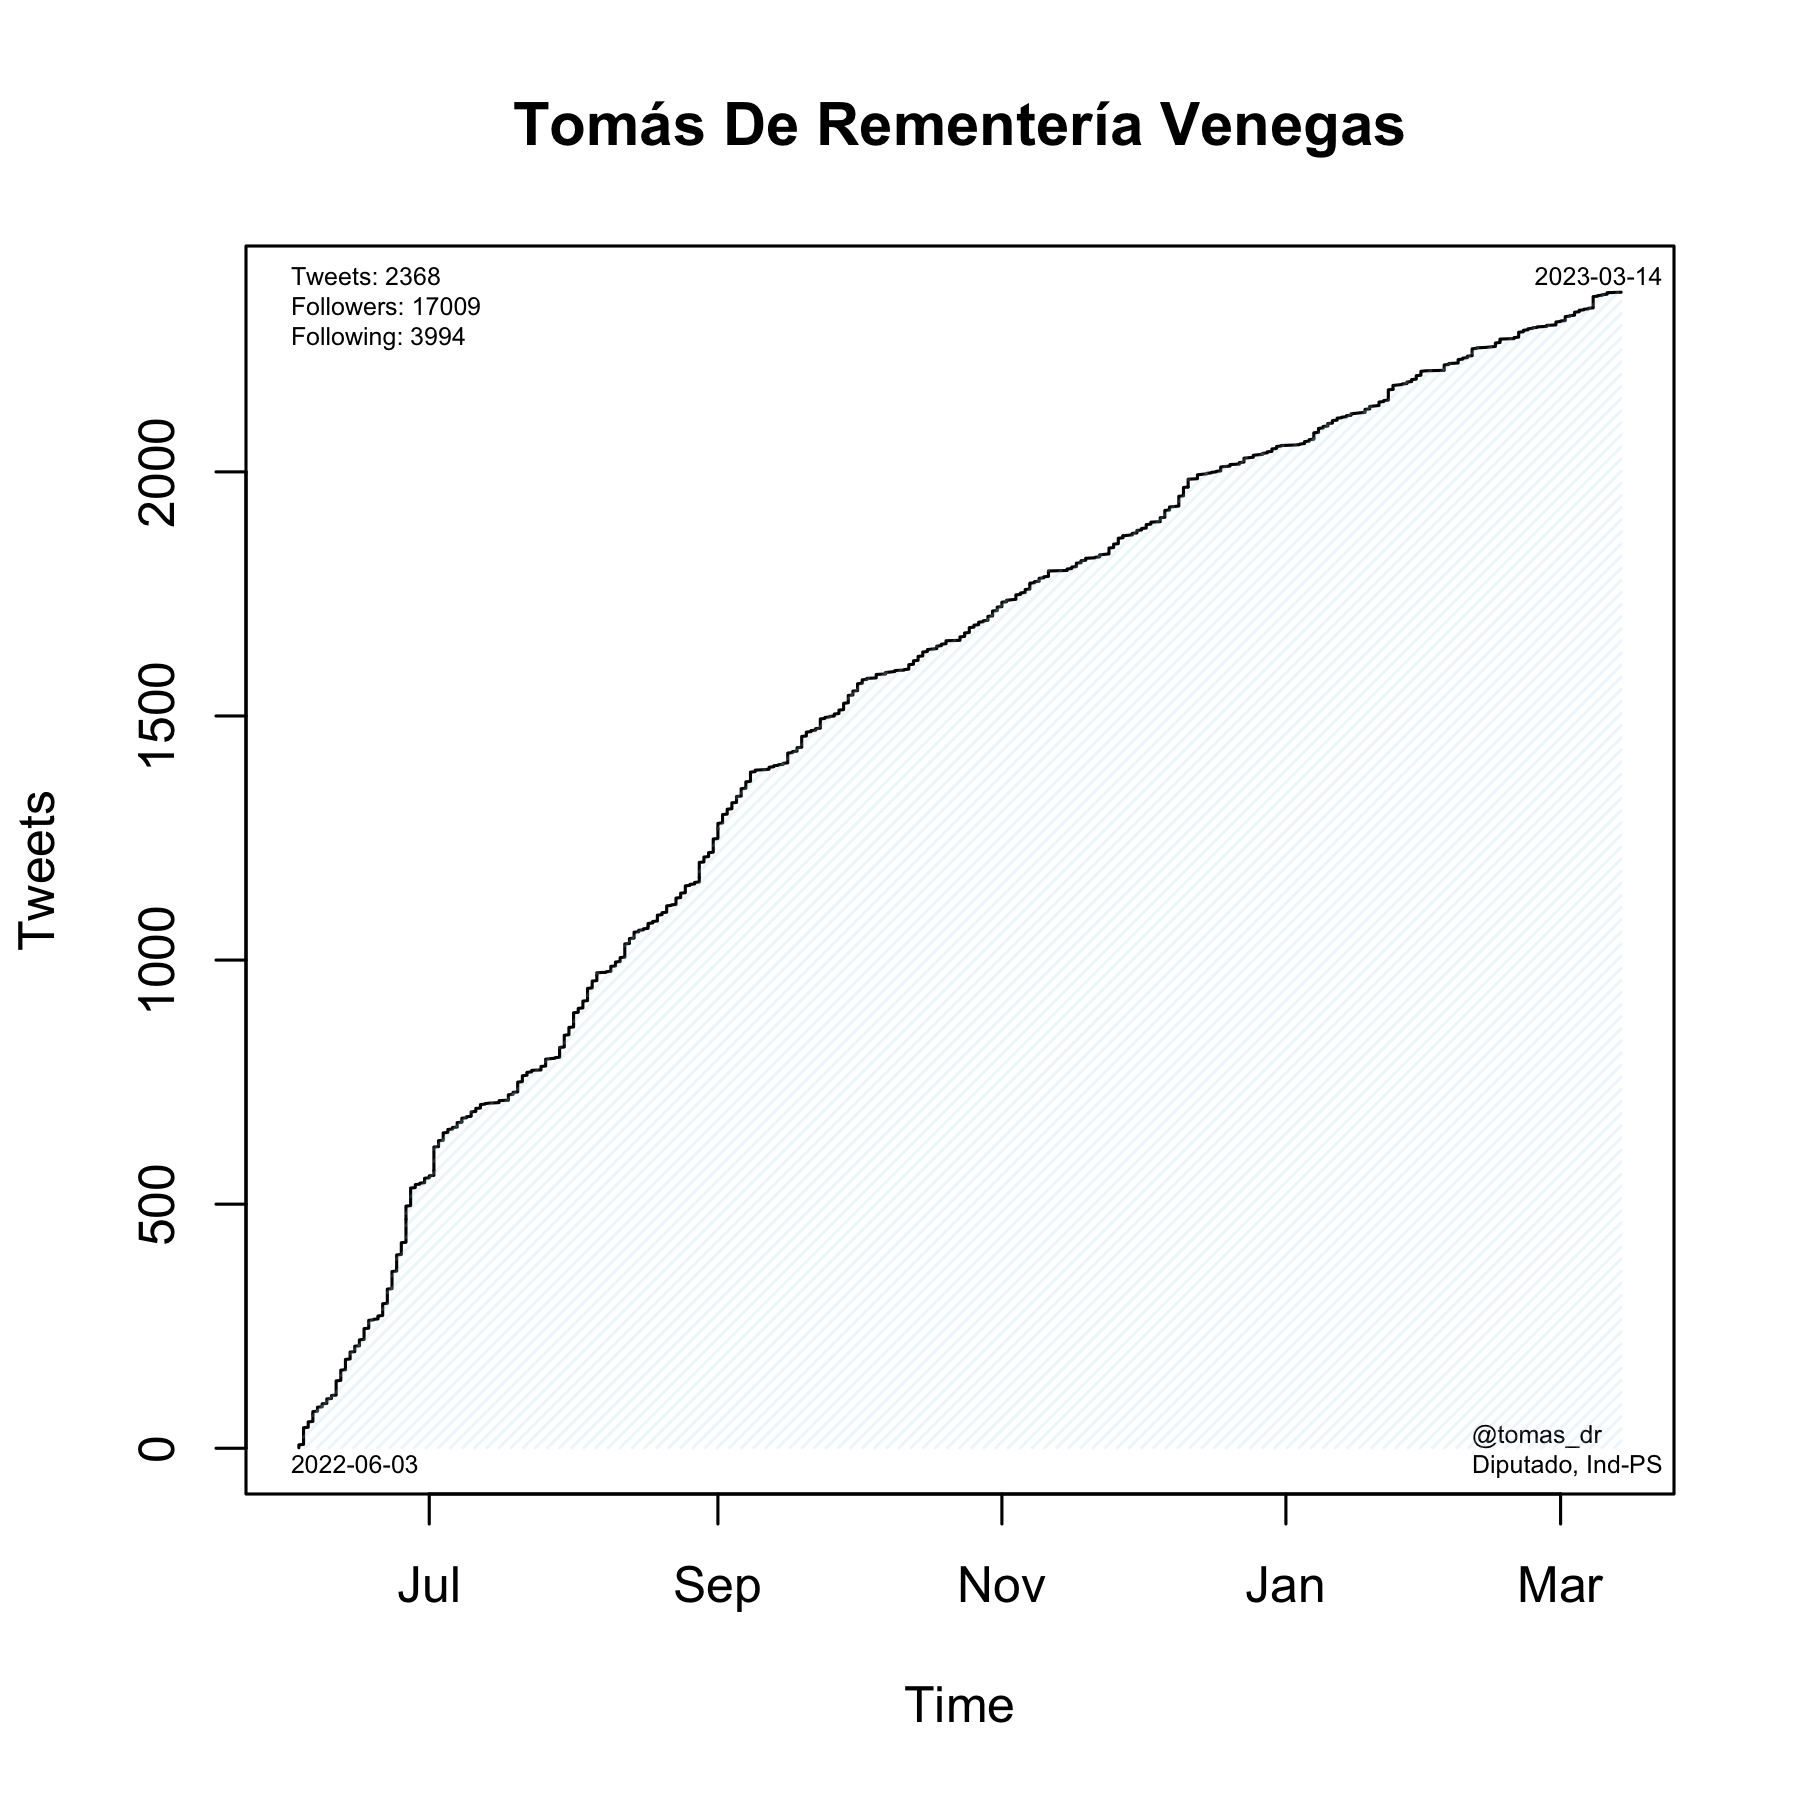 Tomás De Rementería Venegas
Tweets: 2368
Followers: 17009
Following: 3994
2023-03-14
Tweets
2000
1500
1000
500
0
@tomas_dr
Diputado, Ind-PS
2022-06-03
Jul
Sep
Nov
Jan
Mar
Time